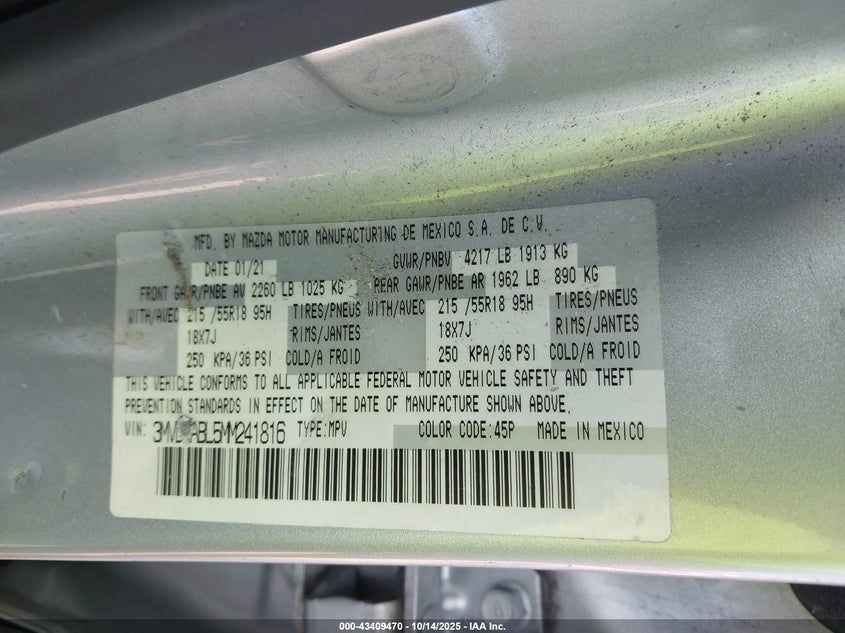 MFD. BY MAZDA MOTOR MANUFACTURING DE MEXICO S.A. DE C.V.
DATE 01/21 GVWR/PNBV 4217 LB 1913 KG
FRONT GAWR/PNBE AV 2260 LB 1025 KG REAR GAWR/PNBE AR 1962 LB 890 KG
WITH/AVEC 215 /55R18 95H TIRES/PNEUS WITH/AVEC 215 /55R18 95H TIRES/PNEUS
18X7J RIMS/JANTES 18X7J RIMS/JANTES
250 KPA/36 PSI COLD/A FROID 250 KPA/36 PSI COLD/A FROID
THIS VEHICLE CONFORMS TO ALL APPLICABLE FEDERAL MOTOR VEHICLE SAFETY AND THEFT
PREVENTION STANDARDS IN EFFECT ON THE DATE OF MANUFACTURE SHOWN ABOVE.
VIN: TYPE:MPV COLOR CODE:45P MADE IN MEXICO
000-43409470 - 10/14/2025 - IAA Inc.